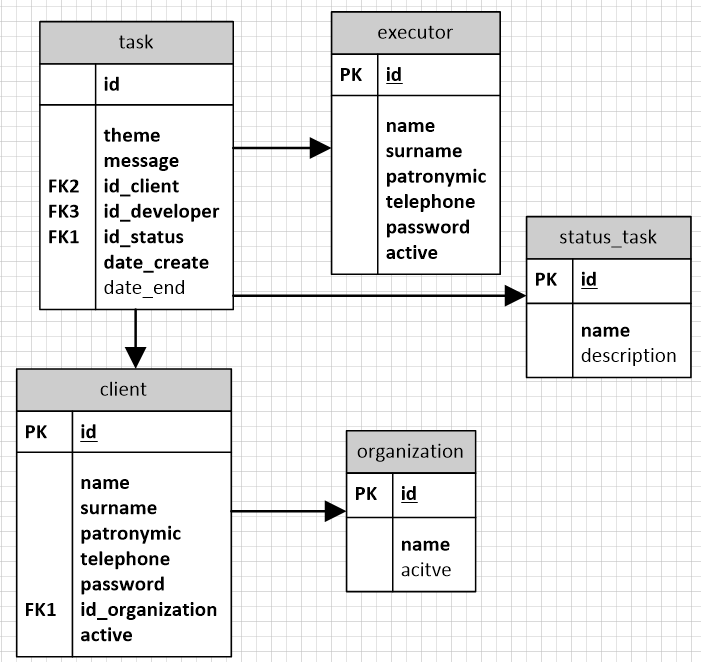 task
id
theme
message
FK2 id_client
FK3 id_developer
FK1 id_status
date_create
date_end
executor
PK id
name
surname
patronymic
telephone
password
active
status_task
PK id
name
description
client
PK id
name
surname
patronymic
telephone
password
FK1 id_organization
active
organization
PK id
name
acitve